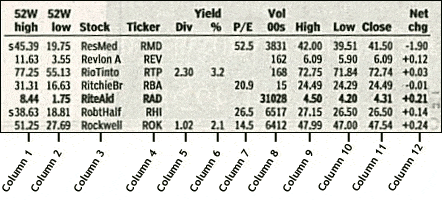 52W 52W Yield Vol Net
high low Stock Ticker Div % P/E 00s High Low Close chg
s45.39 19.75 ResMed RMD 52.5 3831 42.00 39.51 41.50 -1.90
11.63 3.55 Revlon A REV 162 6.09 5.90 6.09 +0.12
77.25 55.13 RioTinto RTP 2.30 3.2 168 72.75 71.84 72.74 +0.03
31.31 16.63 RitchieBr RBA 20.9 15 24.49 24.29 24.49 -0.01
8.44 1.75 RiteAid RAD 31028 4.50 4.20 4.31 +0.21
s38.63 18.81 RobtHalf RHI 26.5 6517 27.15 26.50 26.50 +0.14
51.25 27.69 Rockwell ROK 1.02 2.1 14.5 6412 47.99 47.00 47.54 +0.24
Column 1 Column 2 Column 3 Column 4 Column 5 Column 6 Column 7 Column 8 Column 9 Column 10 Column 11 Column 12